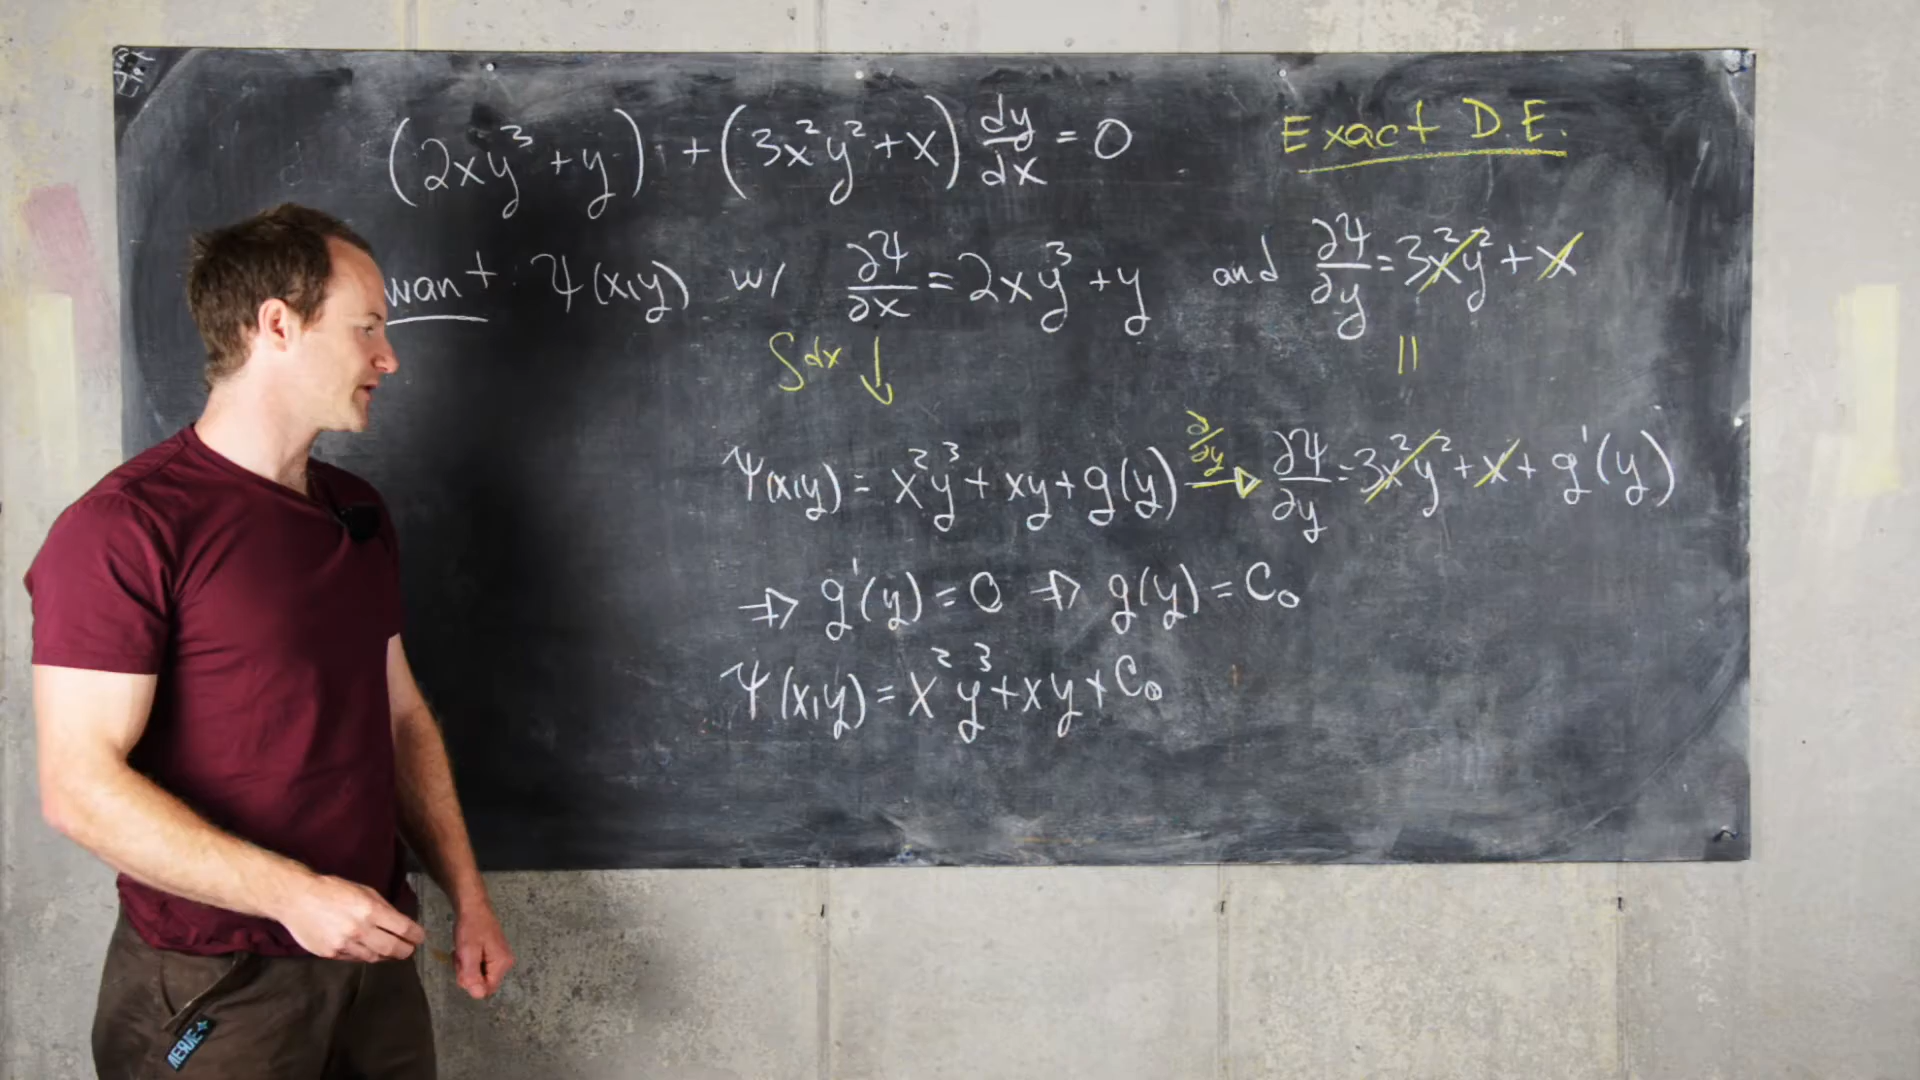 (2xy³+y) + (3x²y²+x) dy/dx = 0
Exact D.E.
want : Ψ(x,y) w/ ∂Ψ/∂x = 2xy³+y and ∂Ψ/∂y = 3x²y²+x
∫dx ↓ ||
Ψ(x,y) = x²y³ + xy + g(y) ∂/∂y → ∂Ψ/∂y = 3x²y² + x + g'(y)
⇒ g'(y) = 0 ⇒ g(y) = C₀
Ψ(x,y) = x²y³ + xy + C₀